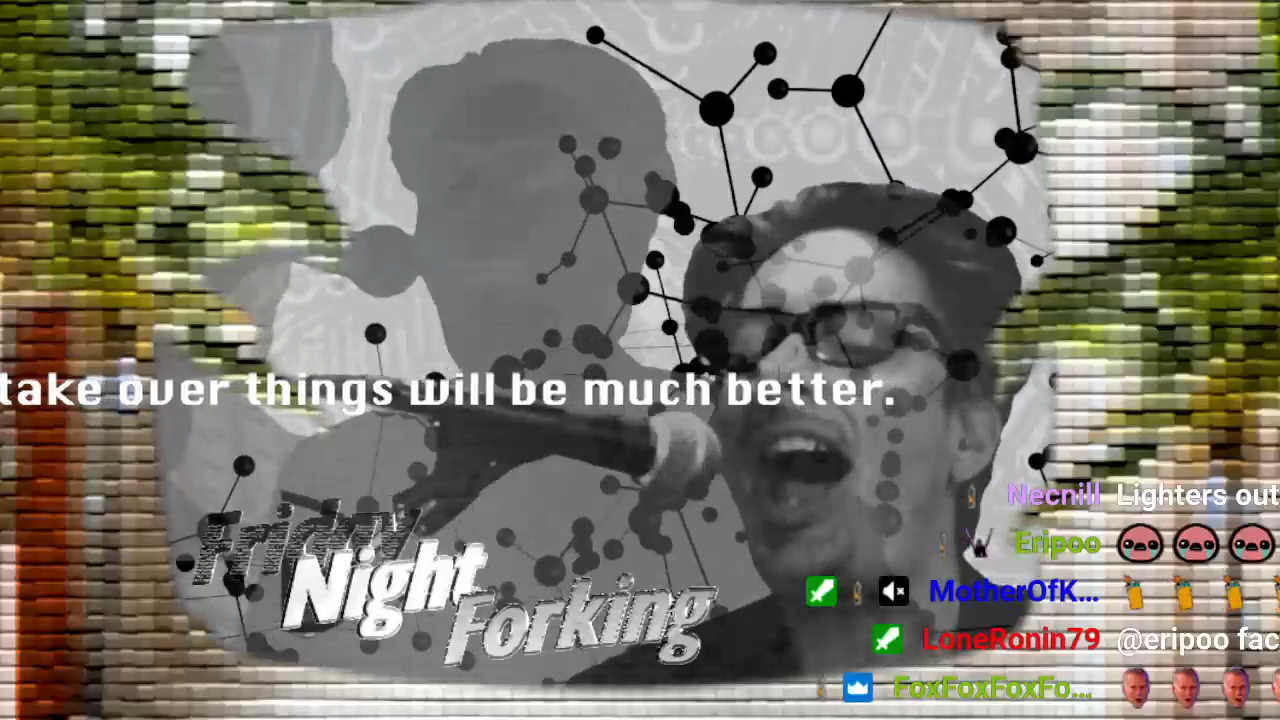 take over things will be much better.
Friday
Night
Forking
Necnill Lighters out
Eripoo
MotherOfK...
LoneRonin79 @eripoo fac
FoxFoxFoxFo...